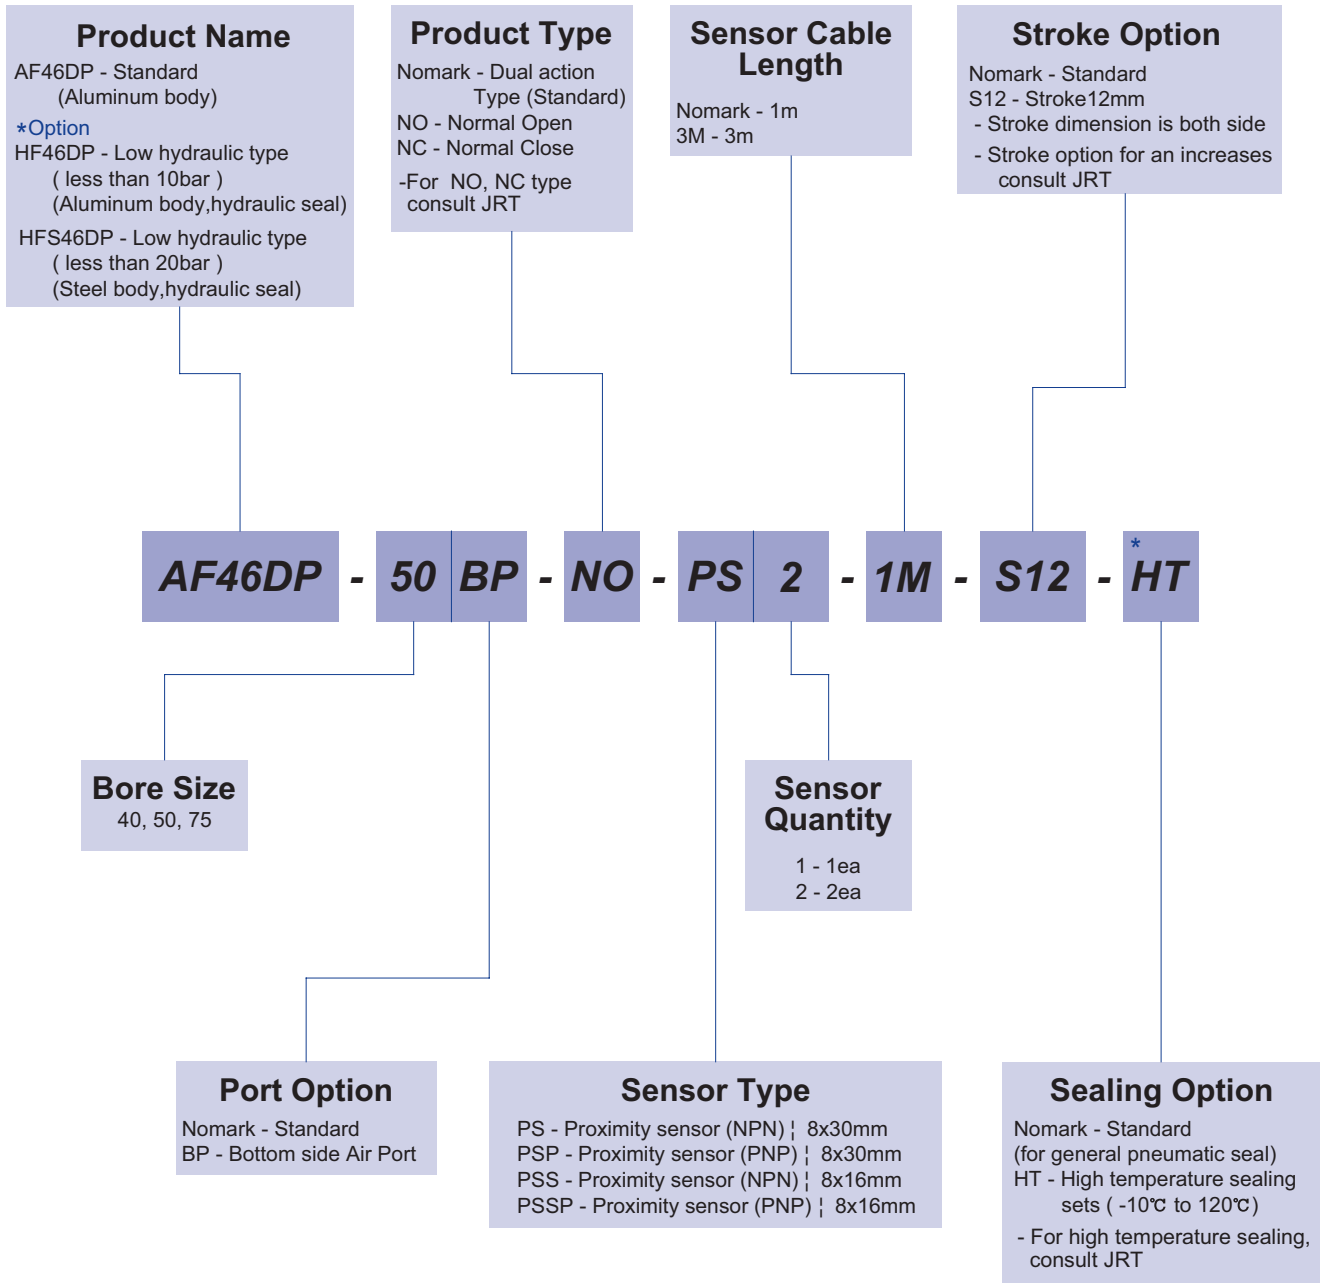 Product Name
AF46DP - Standard
(Aluminum body)
*Option
HF46DP - Low hydraulic type
( less than 10bar )
(Aluminum body,hydraulic seal)
HFS46DP - Low hydraulic type
( less than 20bar )
(Steel body,hydraulic seal)
Product Type
Nomark - Dual action
Type (Standard)
NO - Normal Open
NC - Normal Close
-For NO, NC type
consult JRT
Sensor Cable
Length
Nomark - 1m
3M - 3m
Stroke Option
Nomark - Standard
S12 - Stroke12mm
- Stroke dimension is both side
- Stroke option for an increases
consult JRT
AF46DP - 50 BP - NO - PS 2 - 1M - S12 - *HT
Bore Size
40, 50, 75
Sensor
Quantity
1 - 1ea
2 - 2ea
Port Option
Nomark - Standard
BP - Bottom side Air Port
Sensor Type
PS - Proximity sensor (NPN) ¦ 8x30mm
PSP - Proximity sensor (PNP) ¦ 8x30mm
PSS - Proximity sensor (NPN) ¦ 8x16mm
PSSP - Proximity sensor (PNP) ¦ 8x16mm
Sealing Option
Nomark - Standard
(for general pneumatic seal)
HT - High temperature sealing
sets ( -10℃ to 120℃)
- For high temperature sealing,
consult JRT